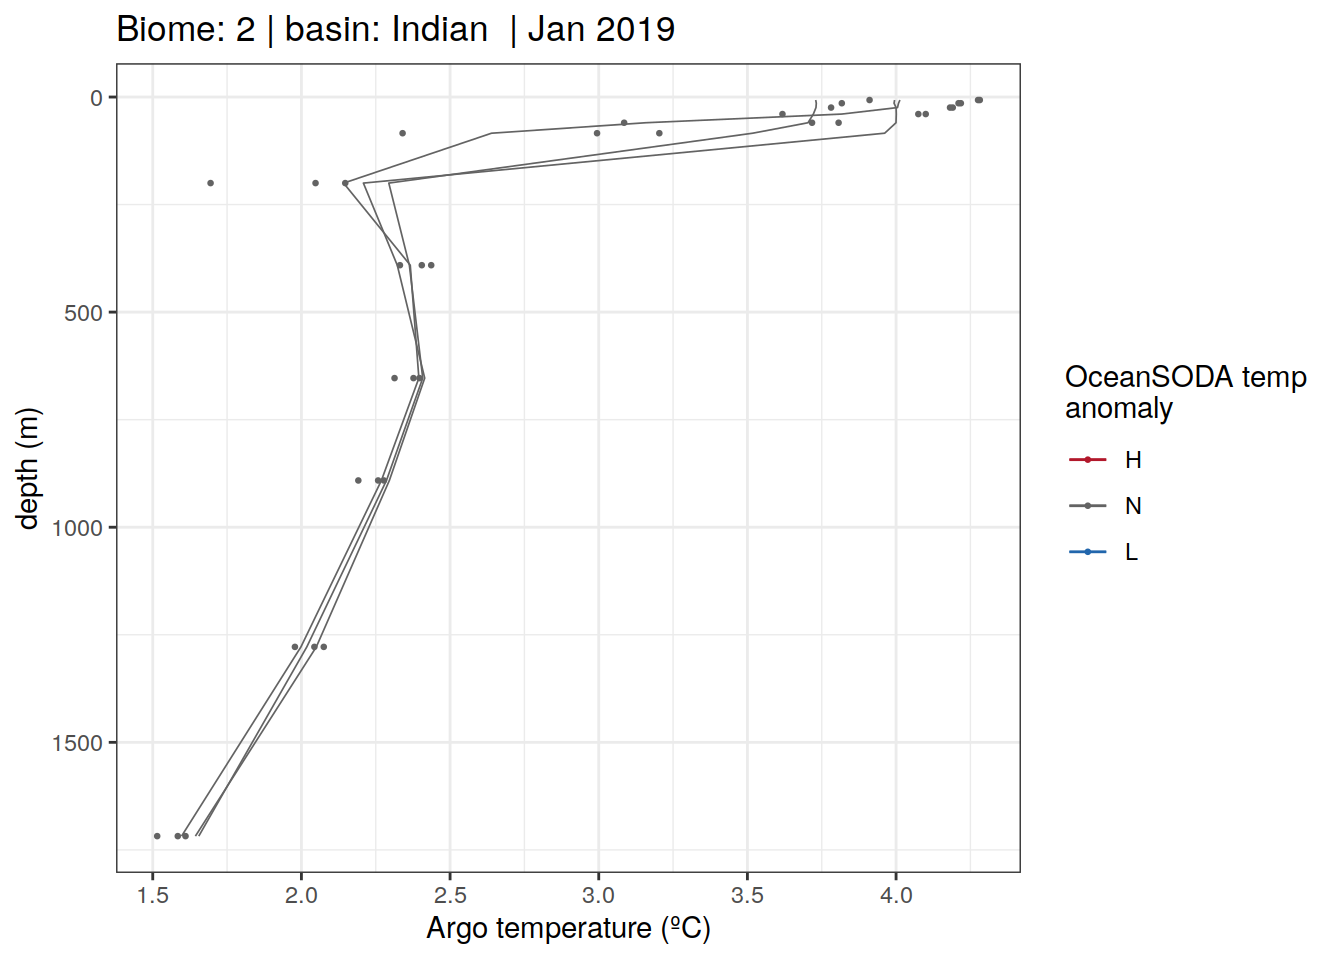 Biome: 2 | basin: Indian  | Jan 2019
0
500
1000
1500
depth (m)
1.5 2.0 2.5 3.0 3.5 4.0
Argo temperature (ºC)
OceanSODA temp
anomaly
H
N
L